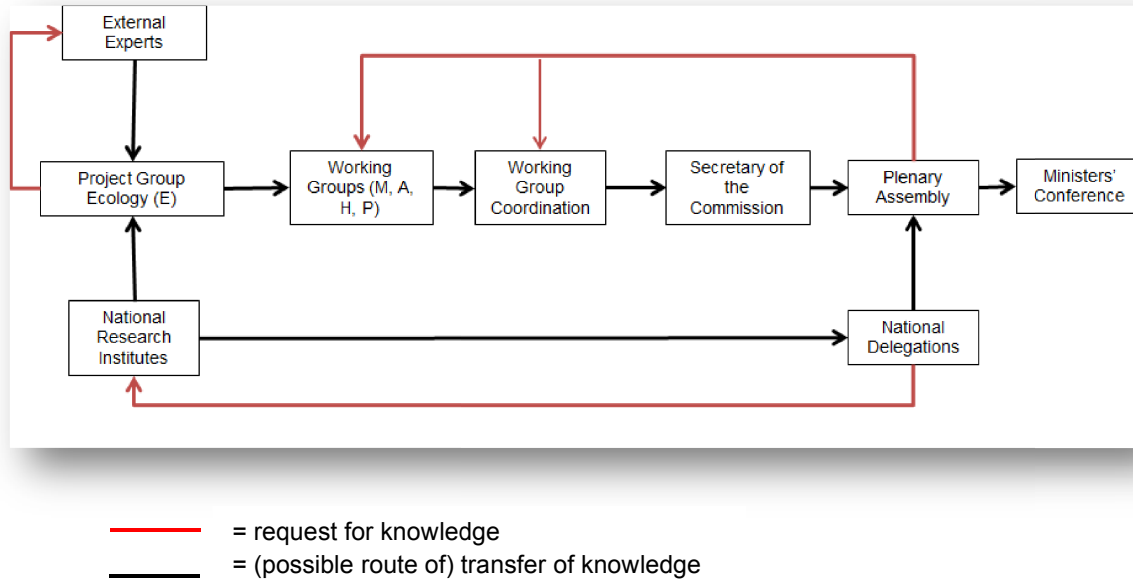 External
Experts
Project Group
Ecology (E)
Working
Groups (M, A,
H, P)
Working
Group
Coordination
Secretary of
the
Commission
Plenary
Assembly
Ministers'
Conference
National
Research
Institutes
National
Delegations
= request for knowledge
= (possible route of) transfer of knowledge